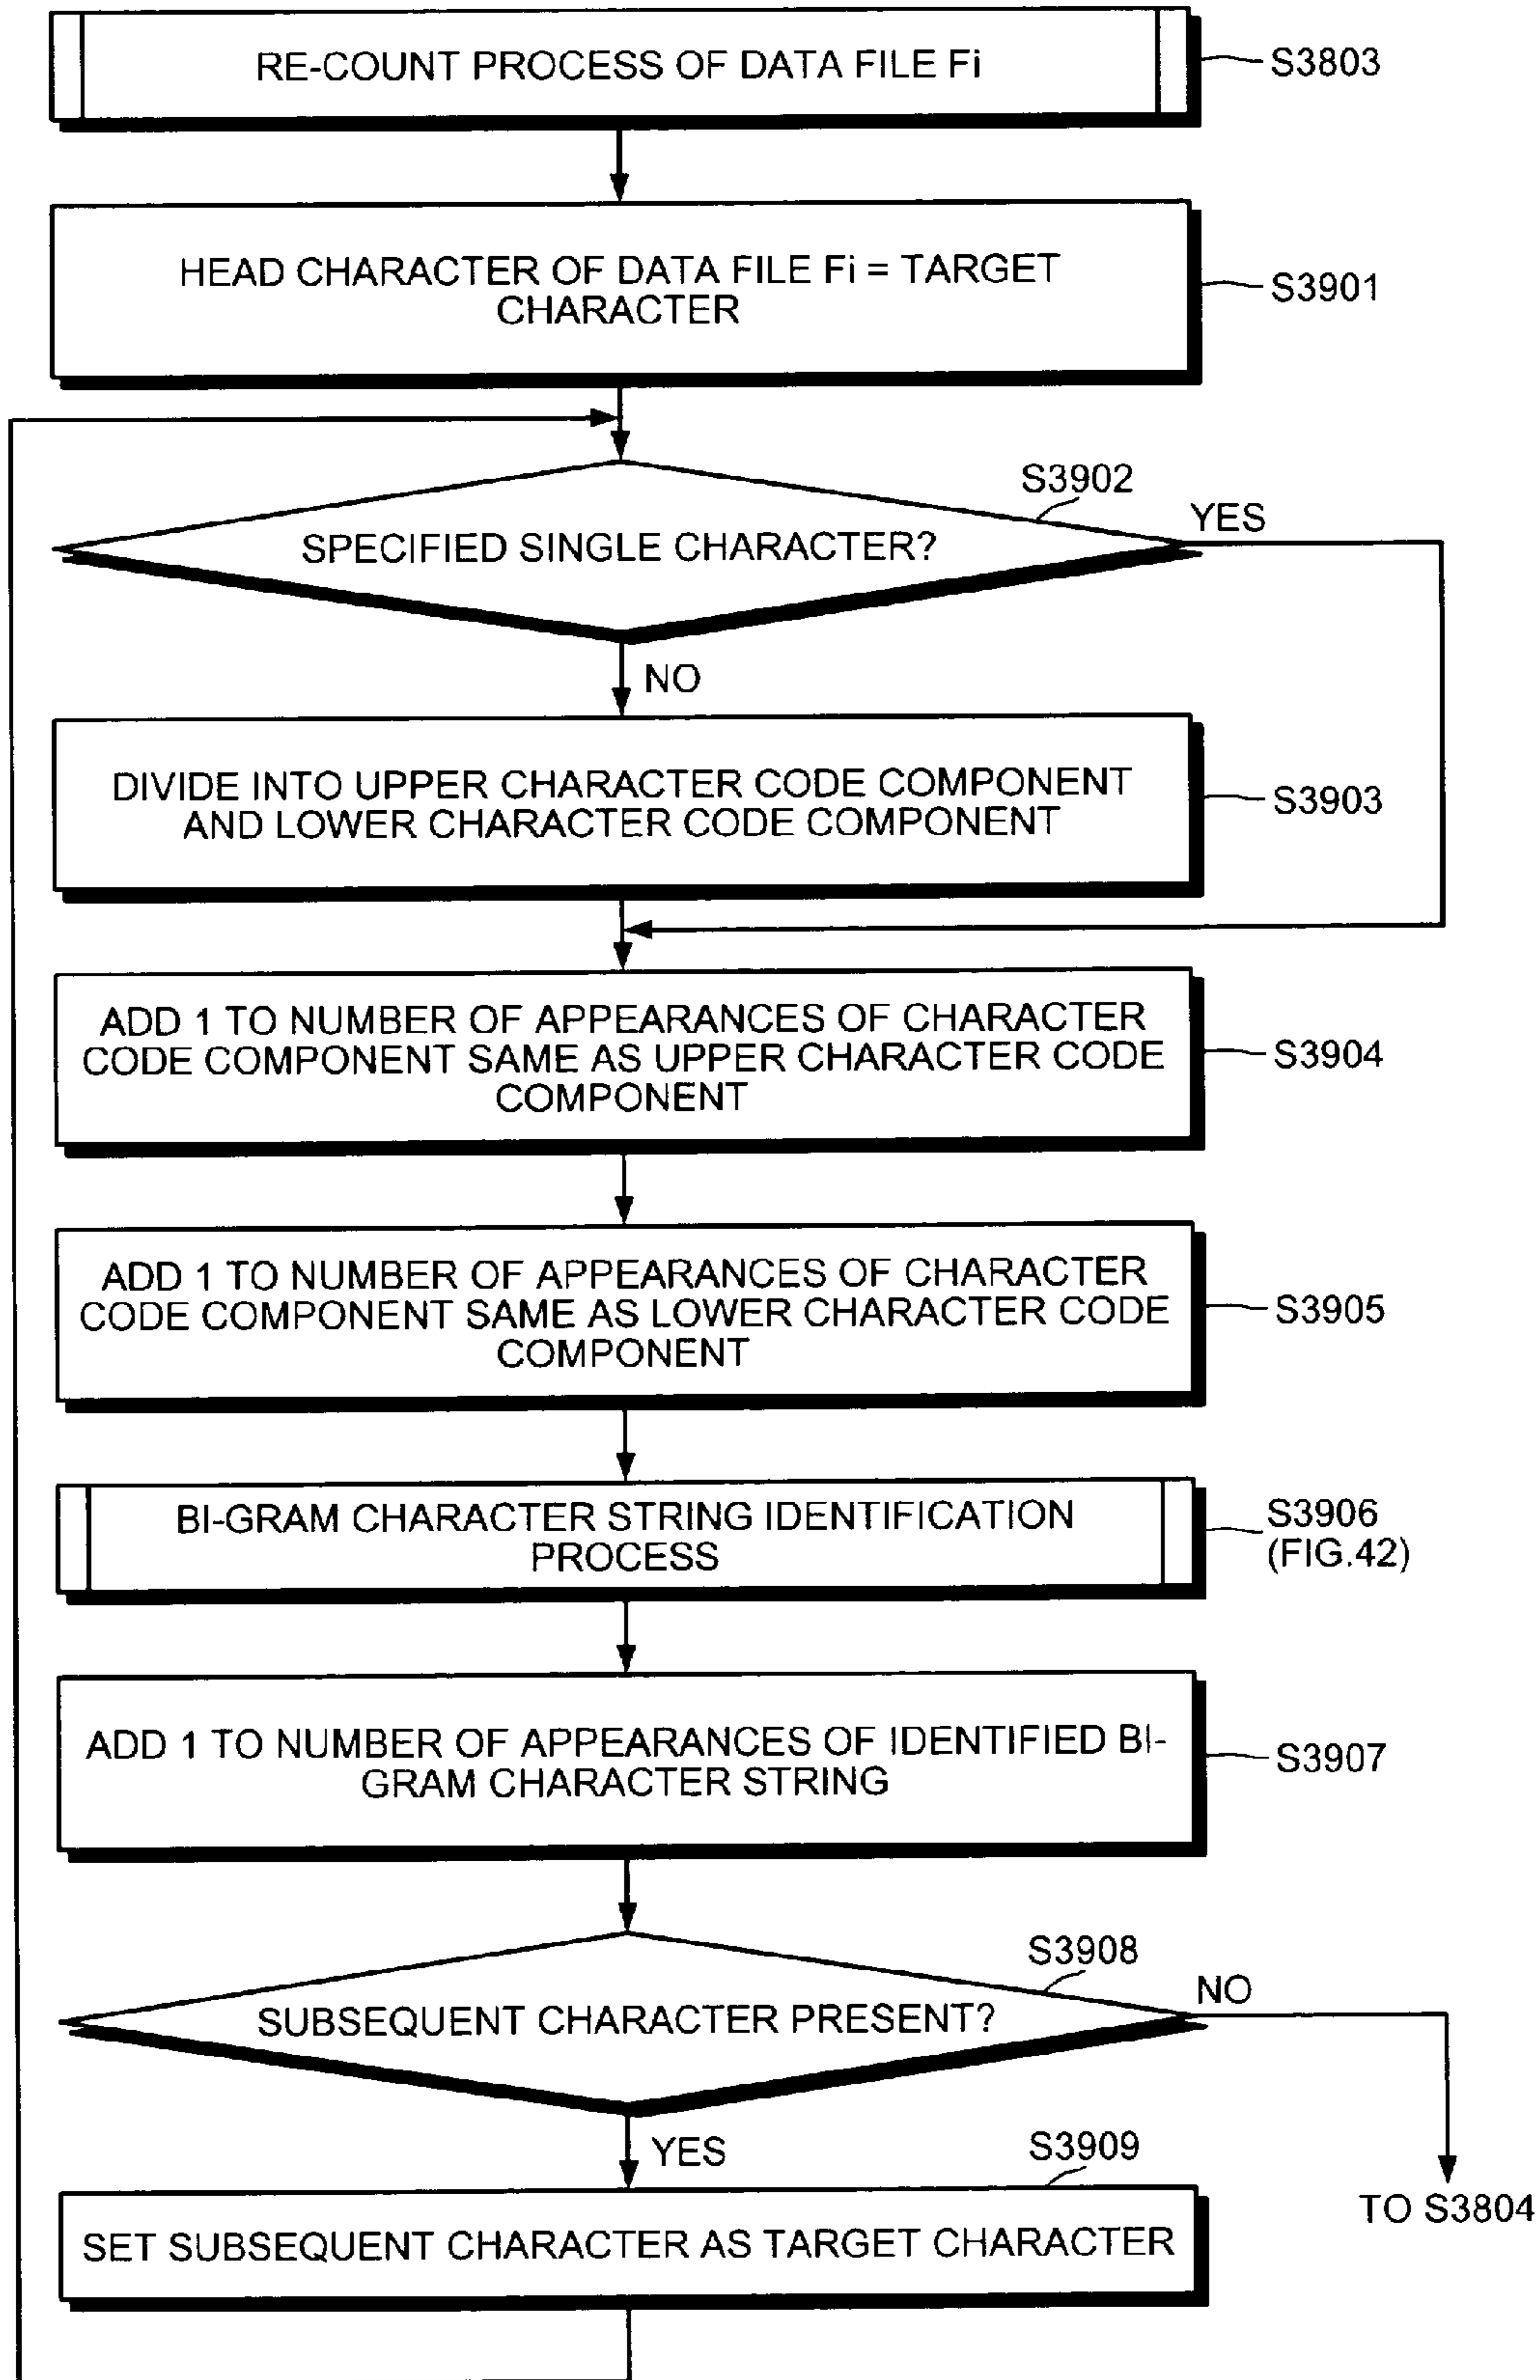 RE-COUNT PROCESS OF DATA FILE Fi
S3803
HEAD CHARACTER OF DATA FILE Fi = TARGET
CHARACTER
S3901
S3902
YES
SPECIFIED SINGLE CHARACTER?
NO
DIVIDE INTO UPPER CHARACTER CODE COMPONENT
AND LOWER CHARACTER CODE COMPONENT
S3903
ADD 1 TO NUMBER OF APPEARANCES OF CHARACTER
CODE COMPONENT SAME AS UPPER CHARACTER CODE
COMPONENT
S3904
ADD 1 TO NUMBER OF APPEARANCES OF CHARACTER
CODE COMPONENT SAME AS LOWER CHARACTER CODE
COMPONENT
S3905
BI-GRAM CHARACTER STRING IDENTIFICATION
PROCESS
S3906
(FIG.42)
ADD 1 TO NUMBER OF APPEARANCES OF IDENTIFIED BI-
GRAM CHARACTER STRING
S3907
S3908
NO
SUBSEQUENT CHARACTER PRESENT?
YES
S3909
TO S3804
SET SUBSEQUENT CHARACTER AS TARGET CHARACTER